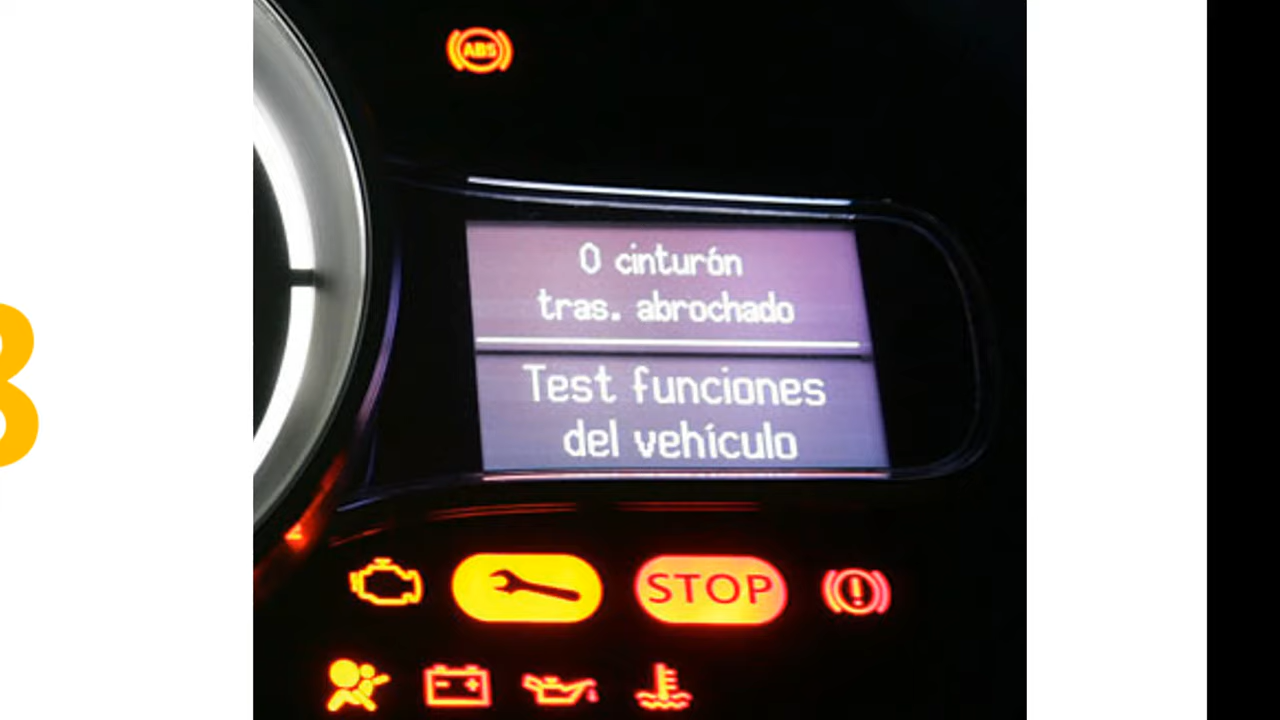 ABS
0 cinturón
tras. abrochado
Test funciones
del vehículo
STOP